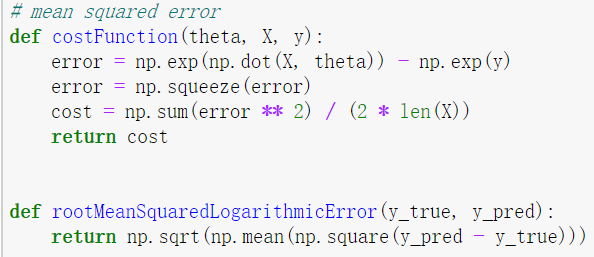 # mean squared error
def costFunction(theta, X, y):
    error = np.exp(np.dot(X, theta)) - np.exp(y)
    error = np.squeeze(error)
    cost = np.sum(error ** 2) / (2 * len(X))
    return cost
def rootMeanSquaredLogarithmicError(y_true, y_pred):
    return np.sqrt(np.mean(np.square(y_pred - y_true)))